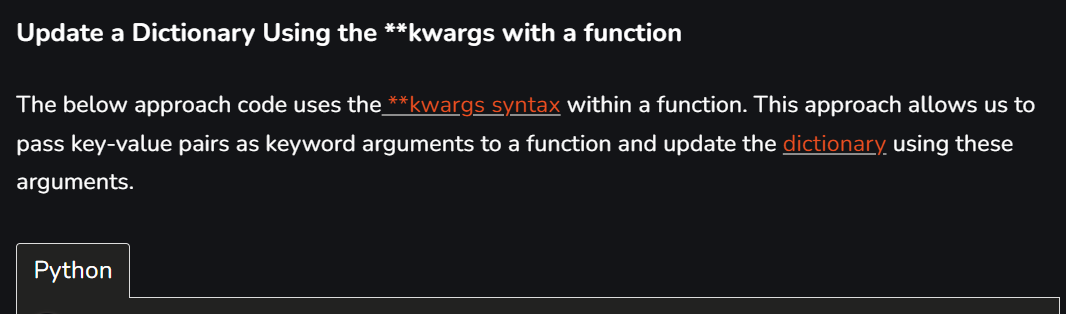 Update a Dictionary Using the **kwargs with a function
The below approach code uses the **kwargs syntax within a function. This approach allows us to
pass key-value pairs as keyword arguments to a function and update the dictionary using these
arguments.
Python